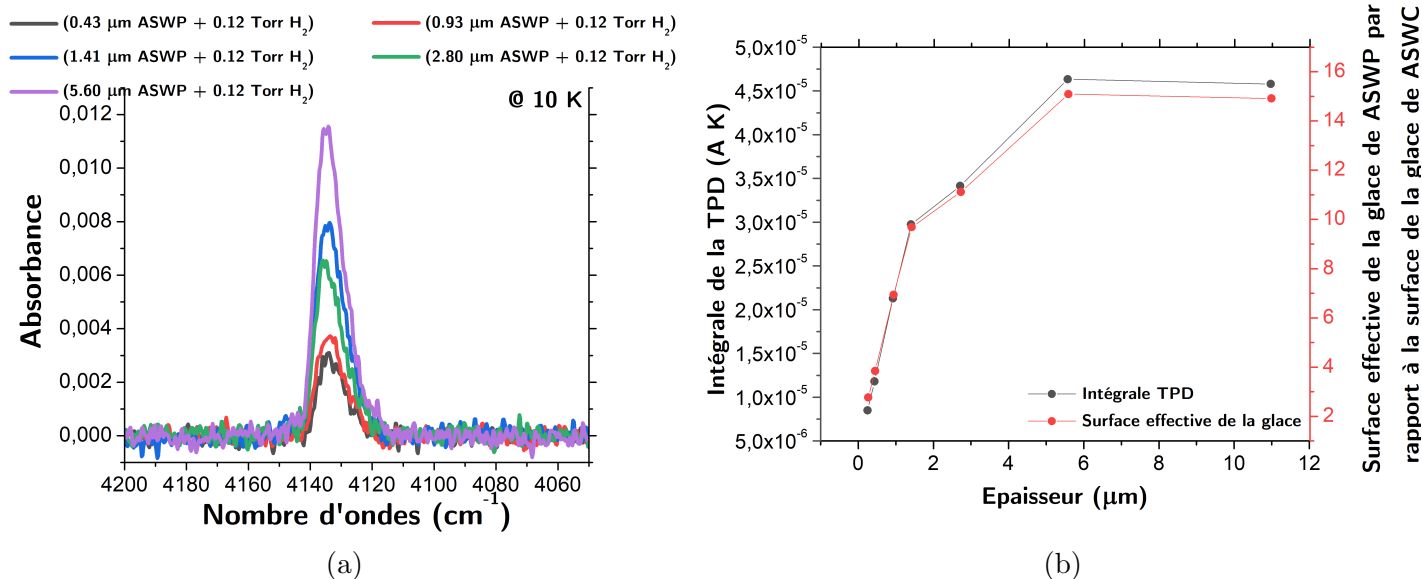 (0.43 μm ASWP + 0.12 Torr H2)
(0.93 μm ASWP + 0.12 Torr H2)
(1.41 μm ASWP + 0.12 Torr H2)
(2.80 μm ASWP + 0.12 Torr H2)
(5.60 μm ASWP + 0.12 Torr H2)
@ 10 K
0,012
0,010
0,008
0,006
0,004
0,002
0,000
Absorbance
4200 4180 4160 4140 4120 4100 4080 4060
Nombre d'ondes (cm-1)
(a)
5,0x10-5
4,5x10-5
4,0x10-5
3,5x10-5
3,0x10-5
2,5x10-5
2,0x10-5
1,5x10-5
1,0x10-5
5,0x10-6
Intégrale de la TPD (A K)
Intégrale TPD
Surface effective de la glace
0 2 4 6 8 10 12
Epaisseur (μm)
16
14
12
10
8
6
4
2
Surface effective de la glace de ASWP par
rapport à la surface de la glace de ASWC
(b)